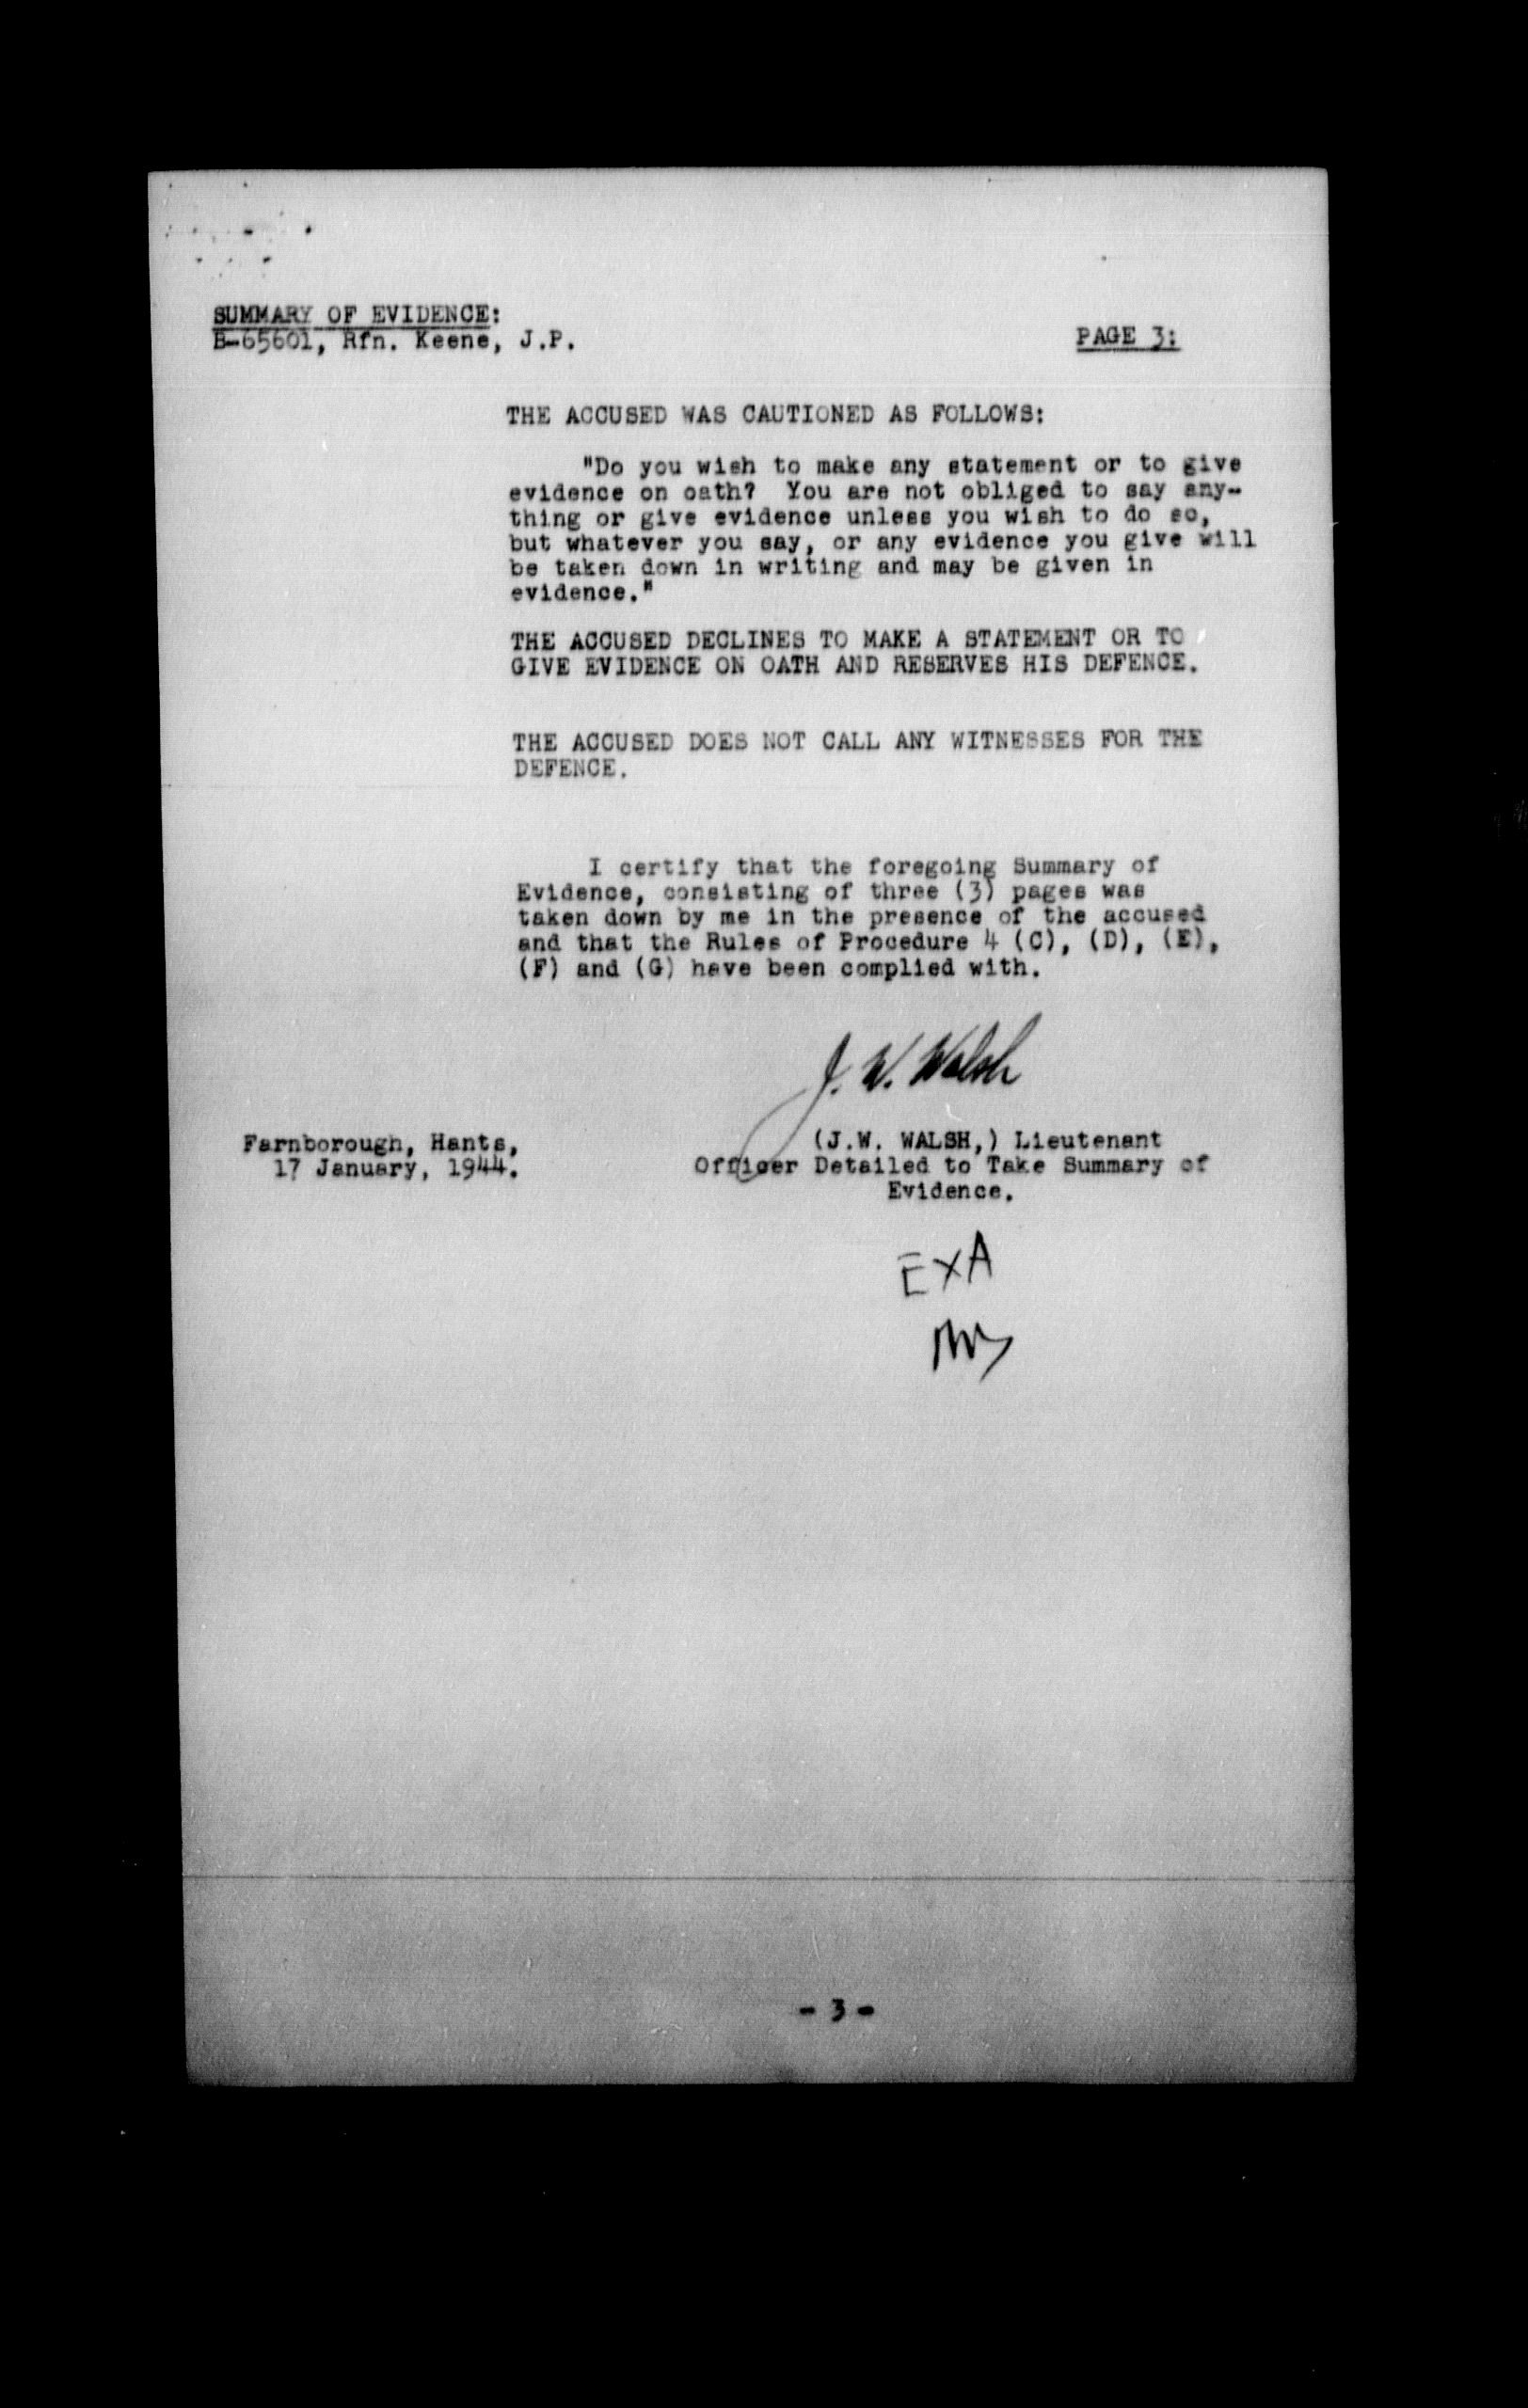 SUMMARY OF EVIDENCE:
B-65601, Rfn. Keene, J.P.
PAGE 3:
THE ACCUSED WAS CAUTIONED AS FOLLOWS:
"Do you wish to make any statement or to give
evidence on oath? You are not obliged to say any-
thing or give evidence unless you wish to do so,
but whatever you say, or any evidence you give will
be taken down in writing and may be given in
evidence."
THE ACCUSED DECLINES TO MAKE A STATEMENT OR TO
GIVE EVIDENCE ON OATH AND RESERVES HIS DEFENCE.
THE ACCUSED DOES NOT CALL ANY WITNESSES FOR THE
DEFENCE.
I certify that the foregoing Summary of
Evidence, consisting of three (3) pages was
taken down by me in the presence of the accused
and that the Rules of Procedure 4 (C), (D), (E),
(F) and (G) have been complied with.
J. W. Walsh
Farnborough, Hants,
17 January, 1944.
(J.W. WALSH,) Lieutenant
Officer Detailed to Take Summary of
Evidence.
EXA
- 3 -